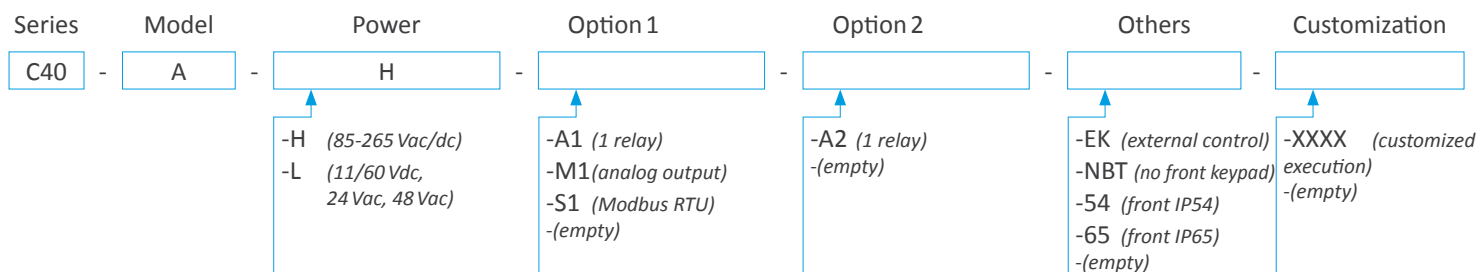 Series Model Power Option 1 Option 2 Others Customization
C40 - A - H - - - -
-H (85-265 Vac/dc)
-L (11/60 Vdc,
24 Vac, 48 Vac)
-A1 (1 relay)
-M1(analog output)
-S1 (Modbus RTU)
-(empty)
-A2 (1 relay)
-(empty)
-EK (external control)
-NBT (no front keypad)
-54 (front IP54)
-65 (front IP65)
-(empty)
-XXXX (customized
execution)
-(empty)